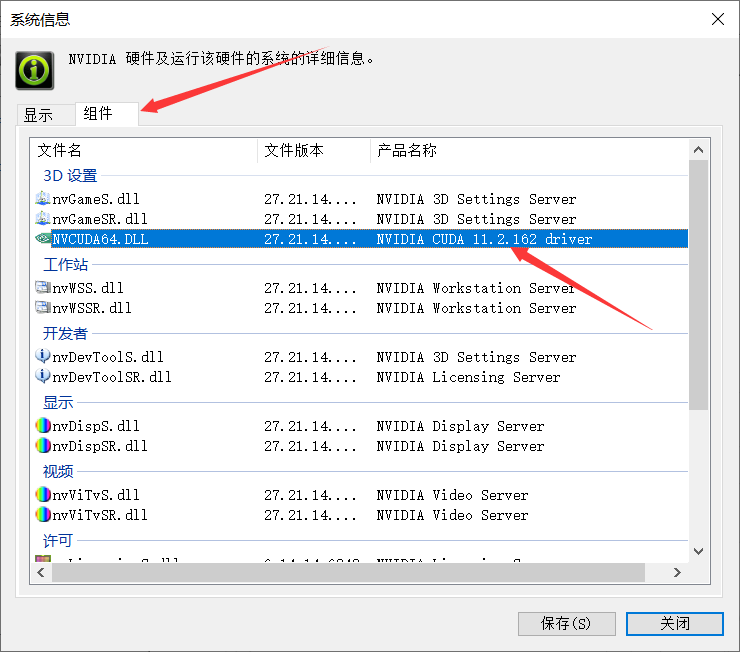 系统信息
NVIDIA 硬件及运行该硬件的系统的详细信息。
显示 组件
文件名 文件版本 产品名称
3D 设置
nvGameS.dll 27.21.14.... NVIDIA 3D Settings Server
nvGameSR.dll 27.21.14.... NVIDIA 3D Settings Server
NVCUDA64.DLL 27.21.14.... NVIDIA CUDA 11.2.162 driver
工作站
nvWSS.dll 27.21.14.... NVIDIA Workstation Server
nvWSSR.dll 27.21.14.... NVIDIA Workstation Server
开发者
nvDevToolS.dll 27.21.14.... NVIDIA 3D Settings Server
nvDevToolSR.dll 27.21.14.... NVIDIA Licensing Server
显示
nvDispS.dll 27.21.14.... NVIDIA Display Server
nvDispSR.dll 27.21.14.... NVIDIA Display Server
视频
nvViTvS.dll 27.21.14.... NVIDIA Video Server
nvViTvSR.dll 27.21.14.... NVIDIA Video Server
许可
保存(S) 关闭